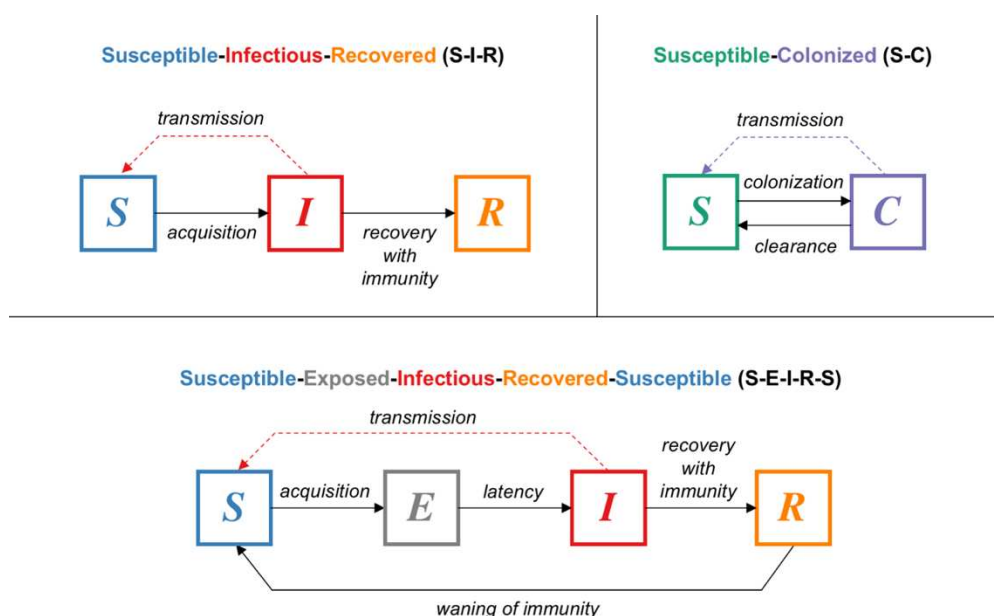 Susceptible-Infectious-Recovered (S-I-R)
transmission
S
I
R
acquisition
recovery
with
immunity
Susceptible-Colonized (S-C)
transmission
S
colonization
C
clearance
Susceptible-Exposed-Infectious-Recovered-Susceptible (S-E-I-R-S)
transmission
recovery
with
immunity
S
acquisition
E
latency
I
R
waning of immunity